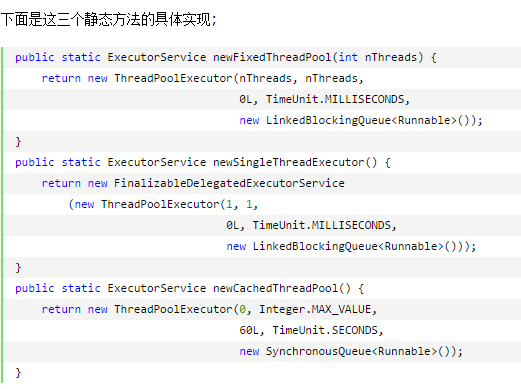 下面是这三个静态方法的具体实现;
public static ExecutorService newFixedThreadPool(int nThreads) {
    return new ThreadPoolExecutor(nThreads, nThreads,
                                  0L, TimeUnit.MILLISECONDS,
                                  new LinkedBlockingQueue<Runnable>());
}
public static ExecutorService newSingleThreadExecutor() {
    return new FinalizableDelegatedExecutorService
        (new ThreadPoolExecutor(1, 1,
                                0L, TimeUnit.MILLISECONDS,
                                new LinkedBlockingQueue<Runnable>()));
}
public static ExecutorService newCachedThreadPool() {
    return new ThreadPoolExecutor(0, Integer.MAX_VALUE,
                                  60L, TimeUnit.SECONDS,
                                  new SynchronousQueue<Runnable>());
}